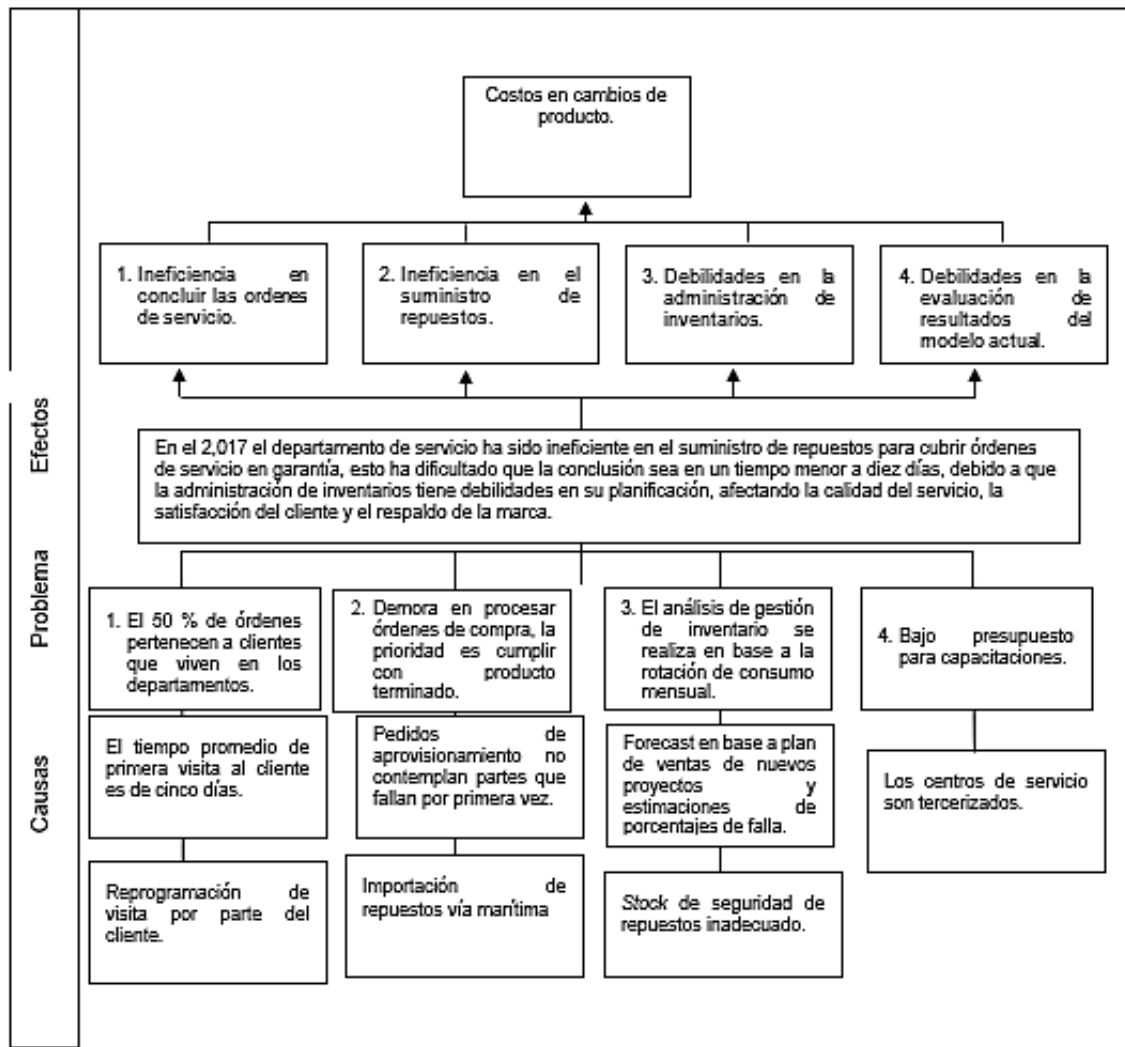 Costos en cambios de
producto.
1. Ineficiencia en
concluir las ordenes
de servicio.
2. Ineficiencia en el
suministro de
repuestos.
3. Debilidades en la
administración de
inventarios.
4. Debilidades en la
evaluación de
resultados del
modelo actual.
Efectos
En el 2,017 el departamento de servicio ha sido ineficiente en el suministro de repuestos para cubrir órdenes
de servicio en garantía, esto ha dificultado que la conclusión sea en un tiempo menor a diez días, debido a que
la administración de inventarios tiene debilidades en su planificación, afectando la calidad del servicio, la
satisfacción del cliente y el respaldo de la marca.
Problema
1. El 50 % de órdenes
pertenecen a clientes
que viven en los
departamentos.
2. Demora en procesar
órdenes de compra, la
prioridad es cumplir
con producto
terminado.
3. El análisis de gestión
de inventario se
realiza en base a la
rotación de consumo
mensual.
4. Bajo presupuesto
para capacitaciones.
Causas
El tiempo promedio de
primera visita al cliente
es de cinco días.
Pedidos de
aprovisionamiento no
contemplan partes que
fallan por primera vez.
Forecast en base a plan
de ventas de nuevos
proyectos y
estimaciones de
porcentajes de falla.
Los centros de servicio
son tercerizados.
Reprogramación de
visita por parte del
cliente.
Importación de
repuestos vía marítima
Stock de seguridad de
repuestos inadecuado.